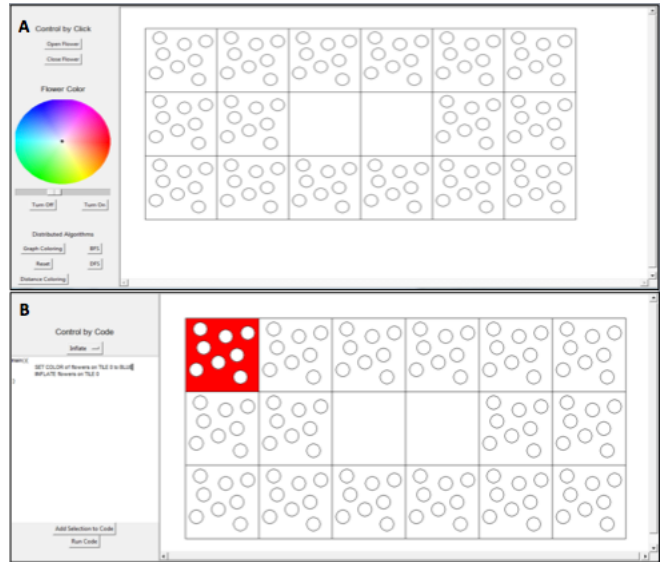 A
Control by Click
Open Flower
Close Flower
Flower Color
Turn Off Turn On
Distributed Algorithms
Graph Coloring BFS
Reset DFS
Distance Coloring
B
Control by Code
Inflate
main(){
SET COLOR of flowers on TILE 0 to BLUE
INFLATE flowers on TILE 0
}
Add Selection to Code
Run Code